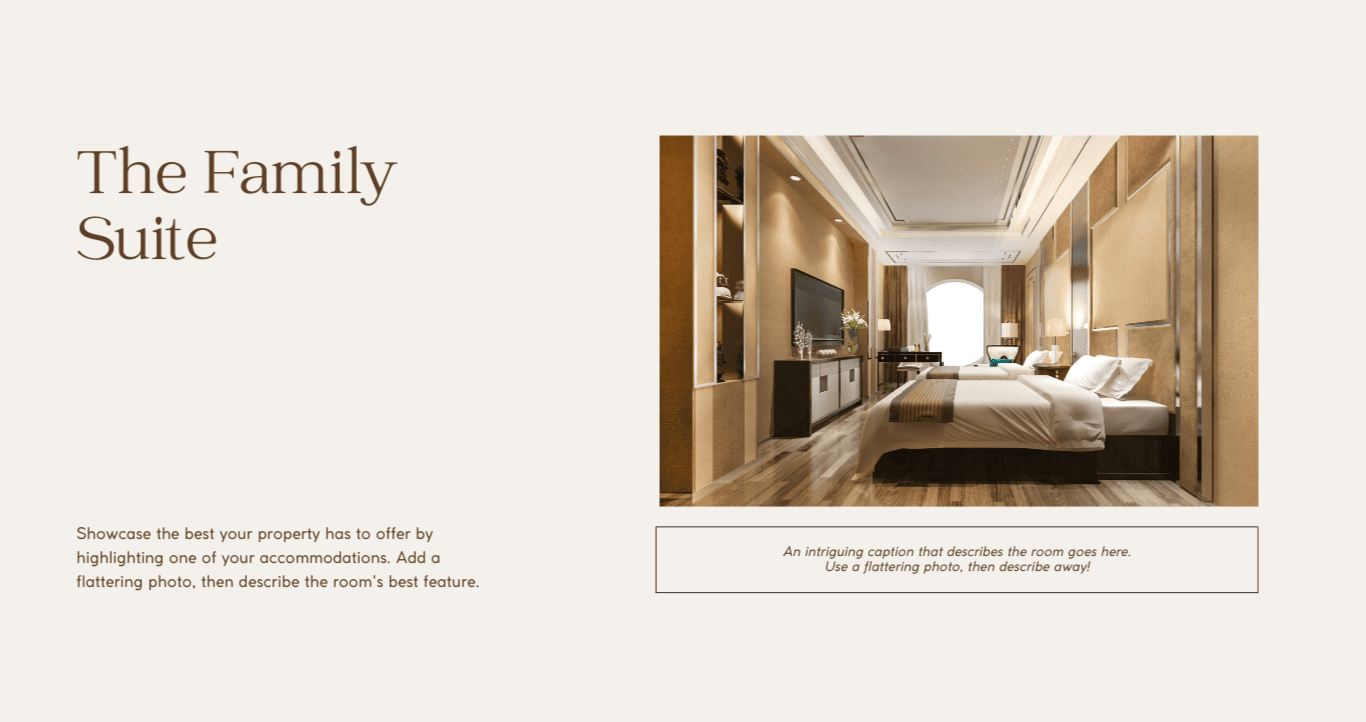 The Family
Suite
Showcase the best your property has to offer by
highlighting one of your accommodations. Add a
flattering photo, then describe the room's best feature.
An intriguing caption that describes the room goes here.
Use a flattering photo, then describe away!